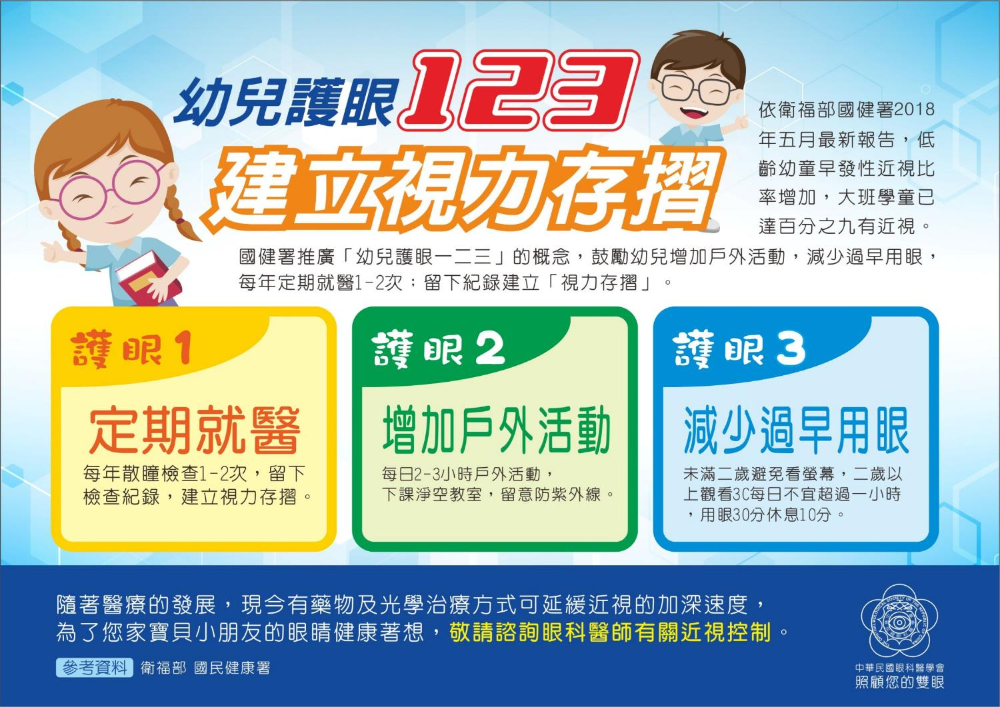 幼兒護眼123
建立視力存摺
依衛福部國健署2018
年五月最新報告，低
齡幼童早發性近視比
率增加，大班學童已
達百分之九有近視。
國健署推廣「幼兒護眼一二三」的概念，鼓勵幼兒增加戶外活動，減少過早用眼，
每年定期就醫1-2次；留下紀錄建立「視力存摺」。
護眼1
定期就醫
每年散瞳檢查1-2次，留下
檢查紀錄，建立視力存摺。
護眼2
增加戶外活動
每日2-3小時戶外活動，
下課淨空教室，留意防紫外線。
護眼3
減少過早用眼
未滿二歲避免看螢幕，二歲以
上觀看3C每日不宜超過一小時
，用眼30分休息10分。
隨著醫療的發展，現今有藥物及光學治療方式可延緩近視的加深速度，
為了您家寶貝小朋友的眼睛健康著想，敬請諮詢眼科醫師有關近視控制。
參考資料 衛福部 國民健康署
THE OPHTHALMOLOGICAL SOCIETY OF THE REPUBLIC OF CHINA
中華民國眼科醫學會
照顧您的雙眼